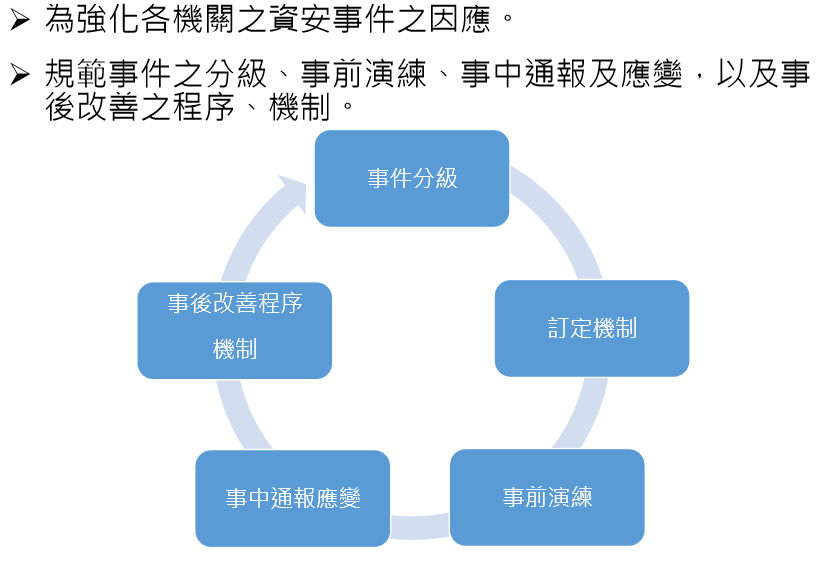 ➢ 為強化各機關之資安事件之因應。
➢ 規範事件之分級、事前演練、事中通報及應變，以及事
後改善之程序、機制。
事件分級
訂定機制
事前演練
事中通報應變
事後改善程序
機制